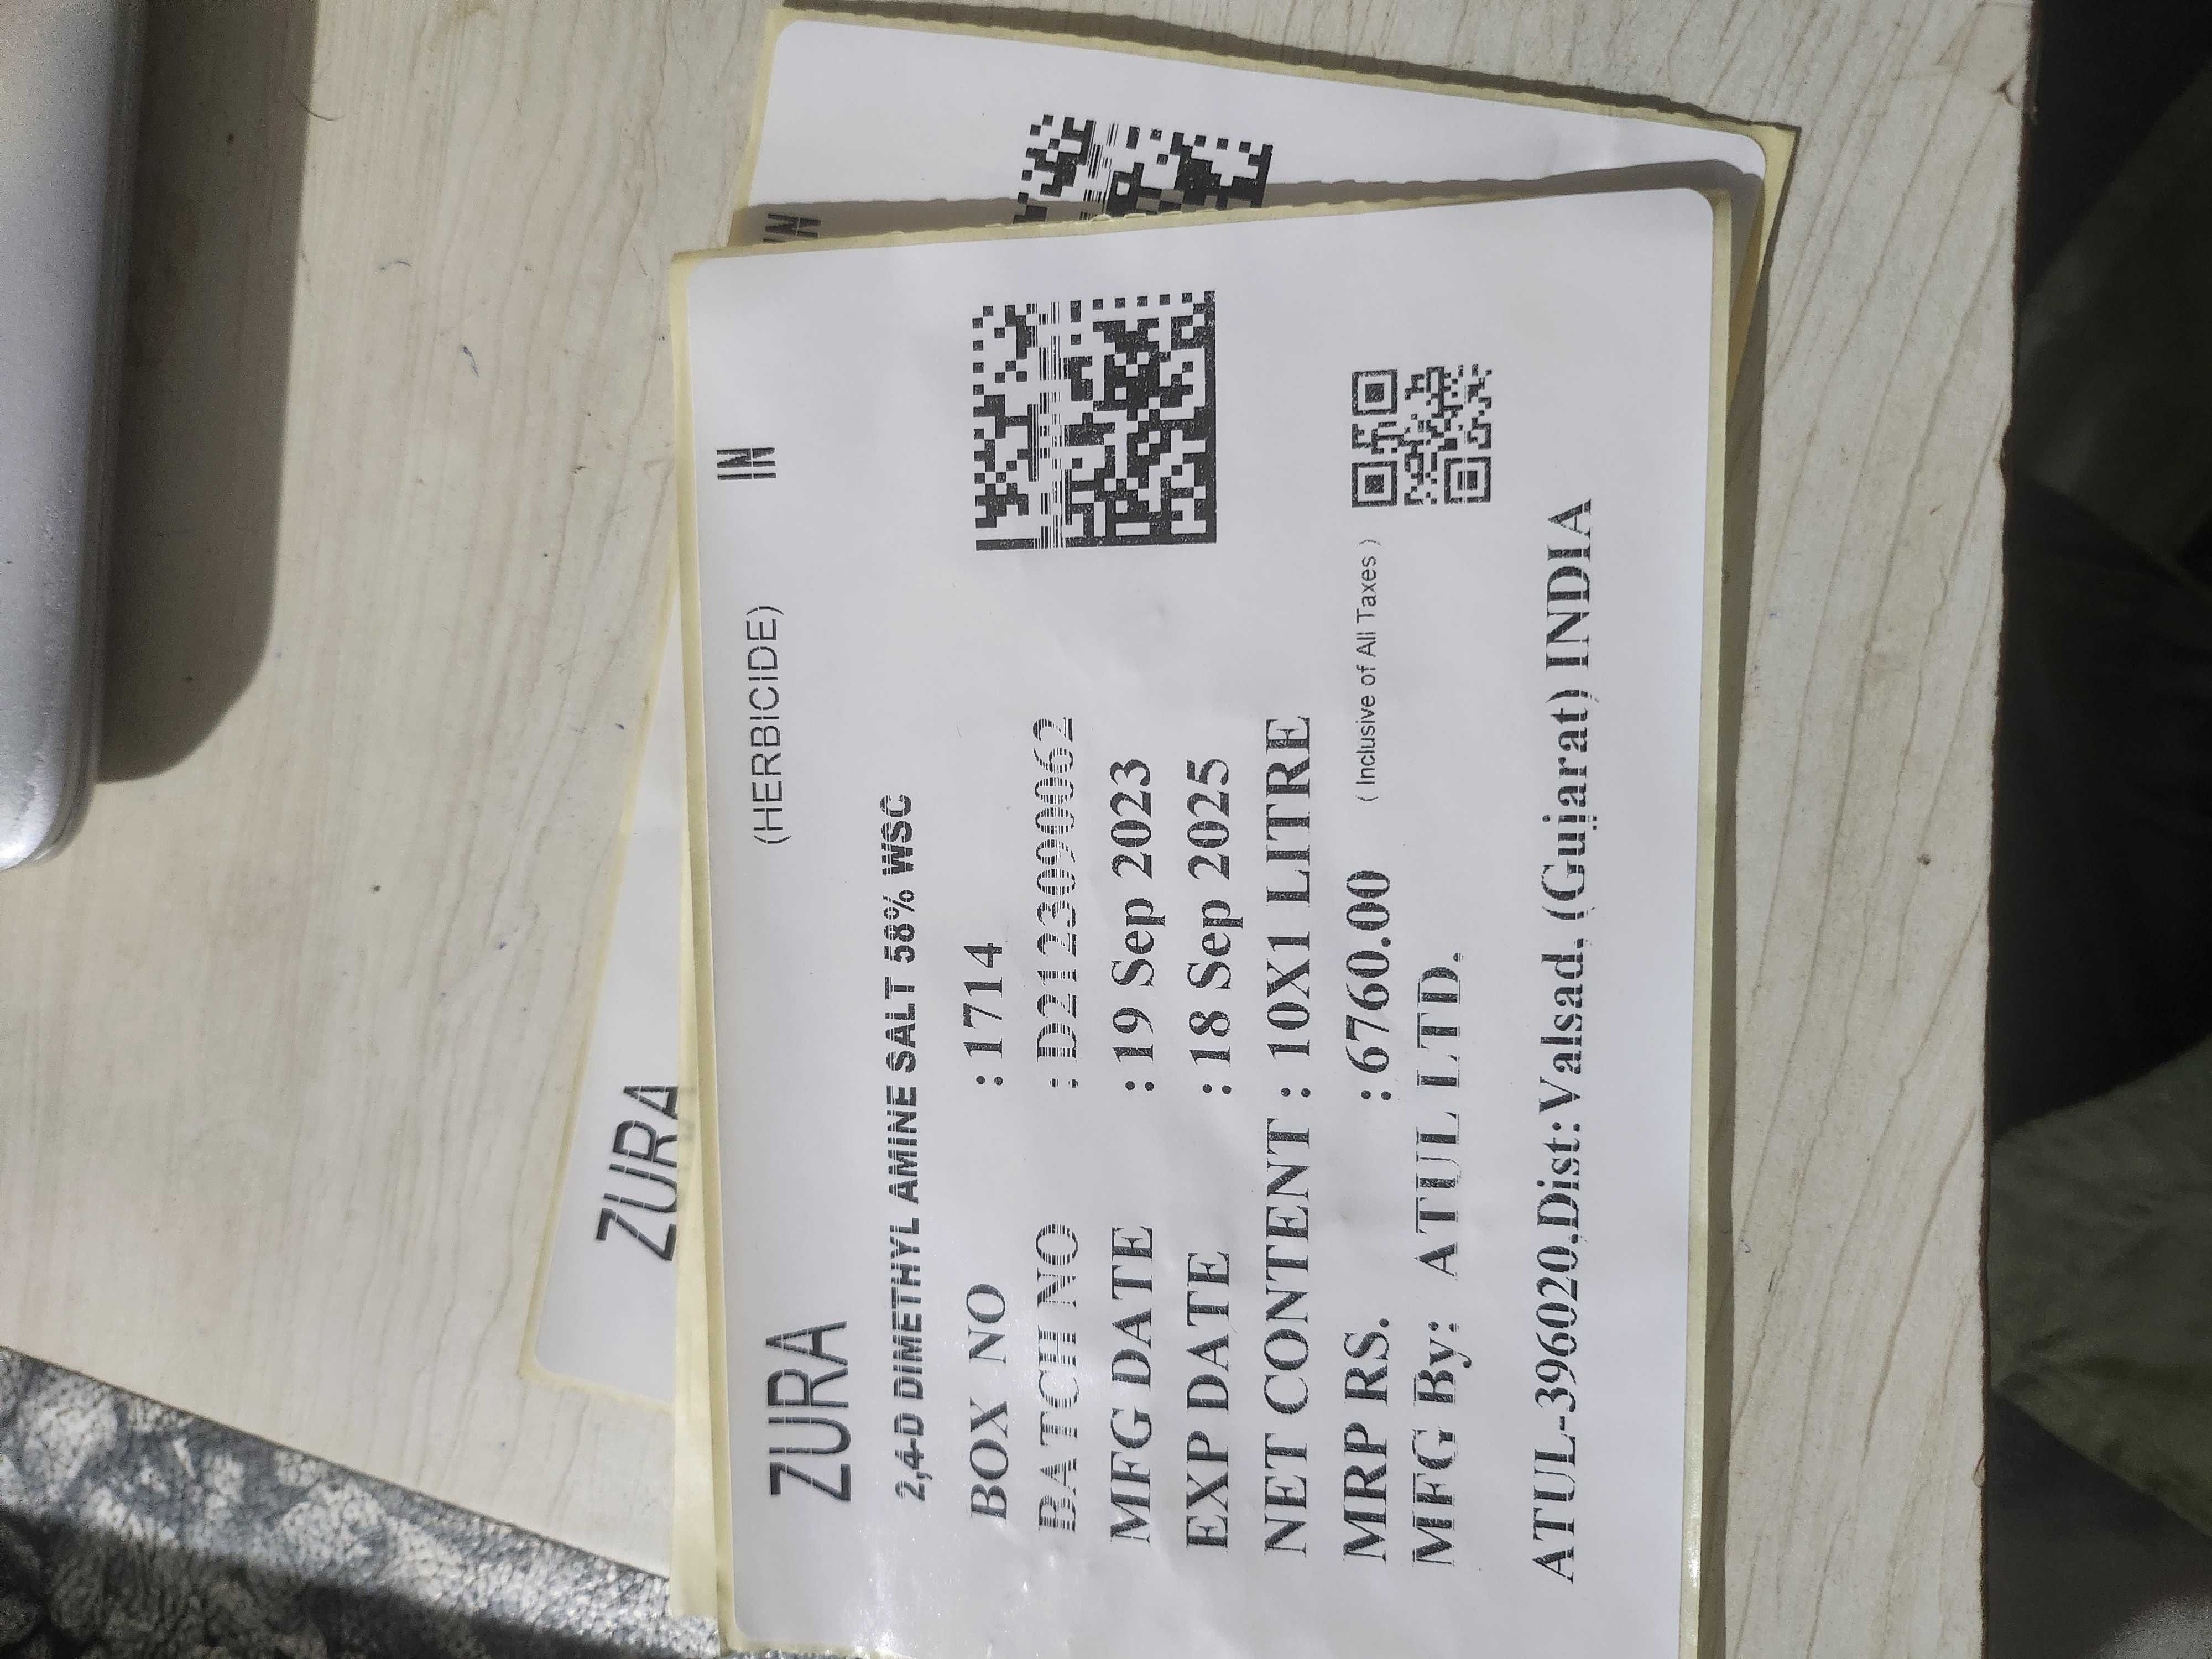 ZURA (HERBICIDE) IN
2,4-D DIMETHYL AMINE SALT 58% WSC
BOX NO : 1714
BATCH NO : D2123090062
MFG DATE : 19 Sep 2023
EXP DATE : 18 Sep 2025
NET CONTENT : 10X1 LITRE
MRP RS. : 6760.00 ( Inclusive of All Taxes )
MFG By: ATUL LTD.
ATUL-396020,Dist: Valsad, (Gujarat) INDIA
ZURA
IN